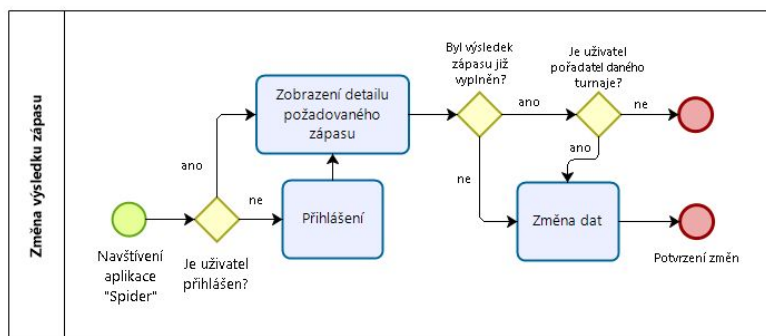 Změna výsledku zápasu
Navštívení
aplikace
"Spider"
Je uživatel
přihlášen?
ano
ne
Přihlášení
Zobrazení detailu
požadovaného
zápasu
Byl výsledek
zápasu již
vyplněn?
ano
ne
Je uživatel
pořadatel daného
turnaje?
ne
ano
Změna dat
Potvrzení změn